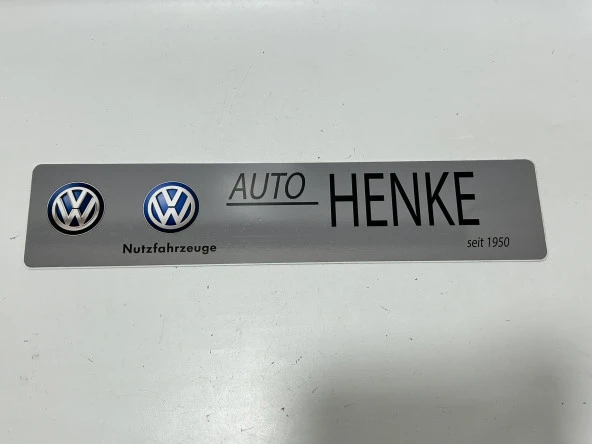 AUTO HENKE
Nutzfahrzeuge
seit 1950